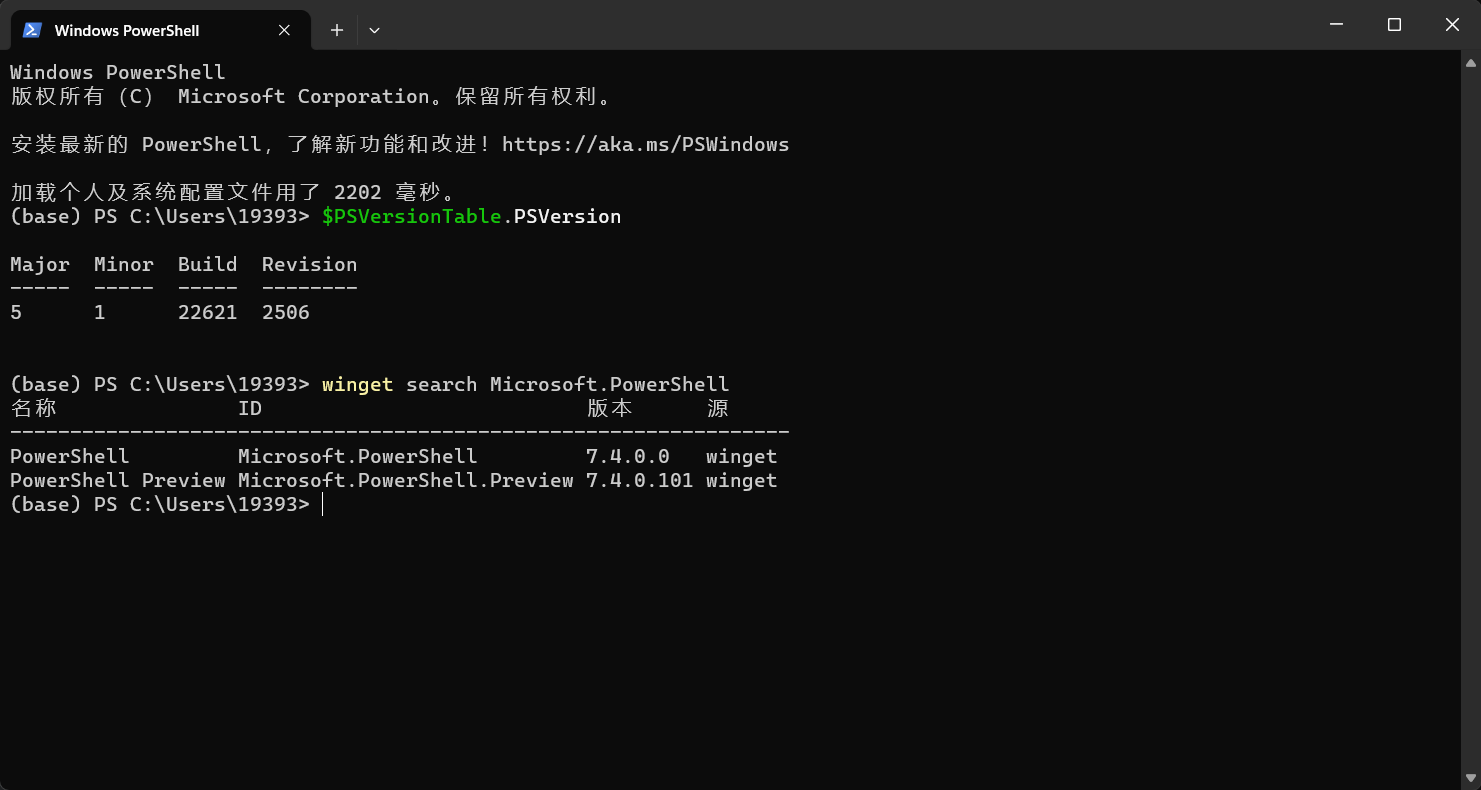 Windows PowerShell
Windows PowerShell
版权所有 (C) Microsoft Corporation。保留所有权利。
安装最新的 PowerShell，了解新功能和改进！https://aka.ms/PSWindows
加载个人及系统配置文件用了 2202 毫秒。
(base) PS C:\Users\19393> $PSVersionTable.PSVersion
Major  Minor  Build  Revision
-----  -----  -----  --------
5      1      22621  2506
(base) PS C:\Users\19393> winget search Microsoft.PowerShell
名称               ID                           版本      源
-----------------------------------------------------------------
PowerShell         Microsoft.PowerShell         7.4.0.0   winget
PowerShell Preview Microsoft.PowerShell.Preview 7.4.0.101 winget
(base) PS C:\Users\19393>